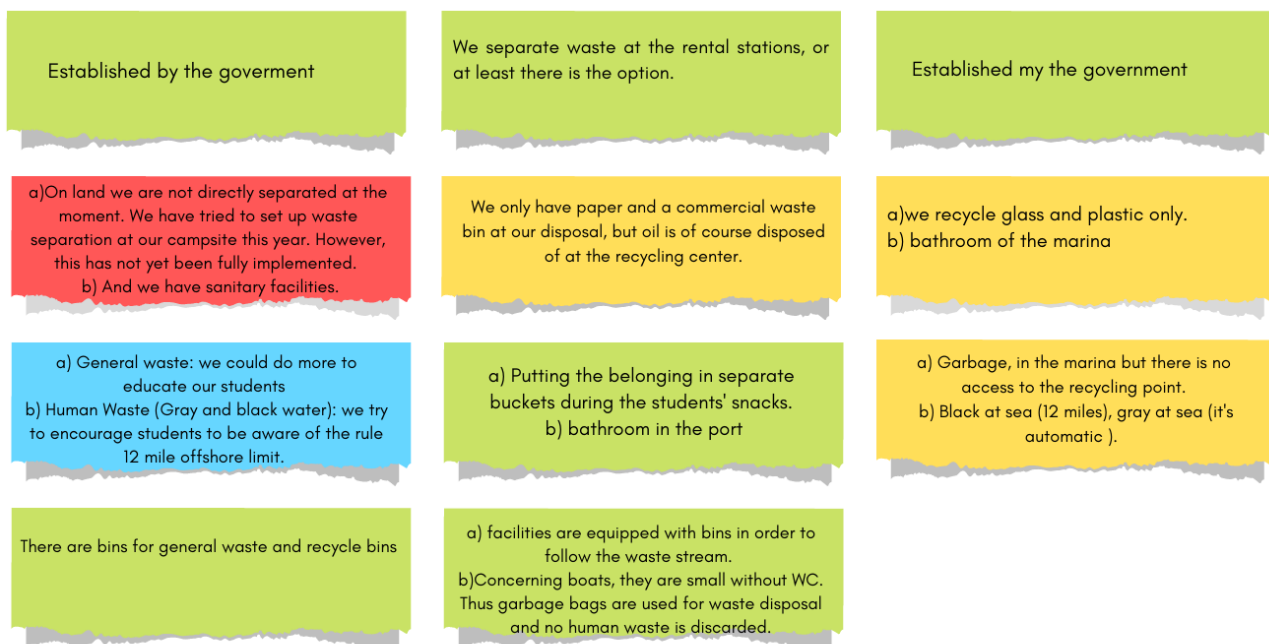 Established by the goverment
We separate waste at the rental stations, or
at least there is the option.
Established my the government
a)On land we are not directly separated at the
moment. We have tried to set up waste
separation at our campsite this year. However,
this has not yet been fully implemented.
b) And we have sanitary facilities.
We only have paper and a commercial waste
bin at our disposal, but oil is of course disposed
of at the recycling center.
a)we recycle glass and plastic only.
b) bathroom of the marina
a) General waste: we could do more to
educate our students
b) Human Waste (Gray and black water): we try
to encourage students to be aware of the rule
12 mile offshore limit.
a) Putting the belonging in separate
buckets during the students' snacks.
b) bathroom in the port
a) Garbage, in the marina but there is no
access to the recycling point.
b) Black at sea (12 miles), gray at sea (it's
automatic ).
There are bins for general waste and recycle bins
a) facilities are equipped with bins in order to
follow the waste stream.
b)Concerning boats, they are small without WC.
Thus garbage bags are used for waste disposal
and no human waste is discarded.